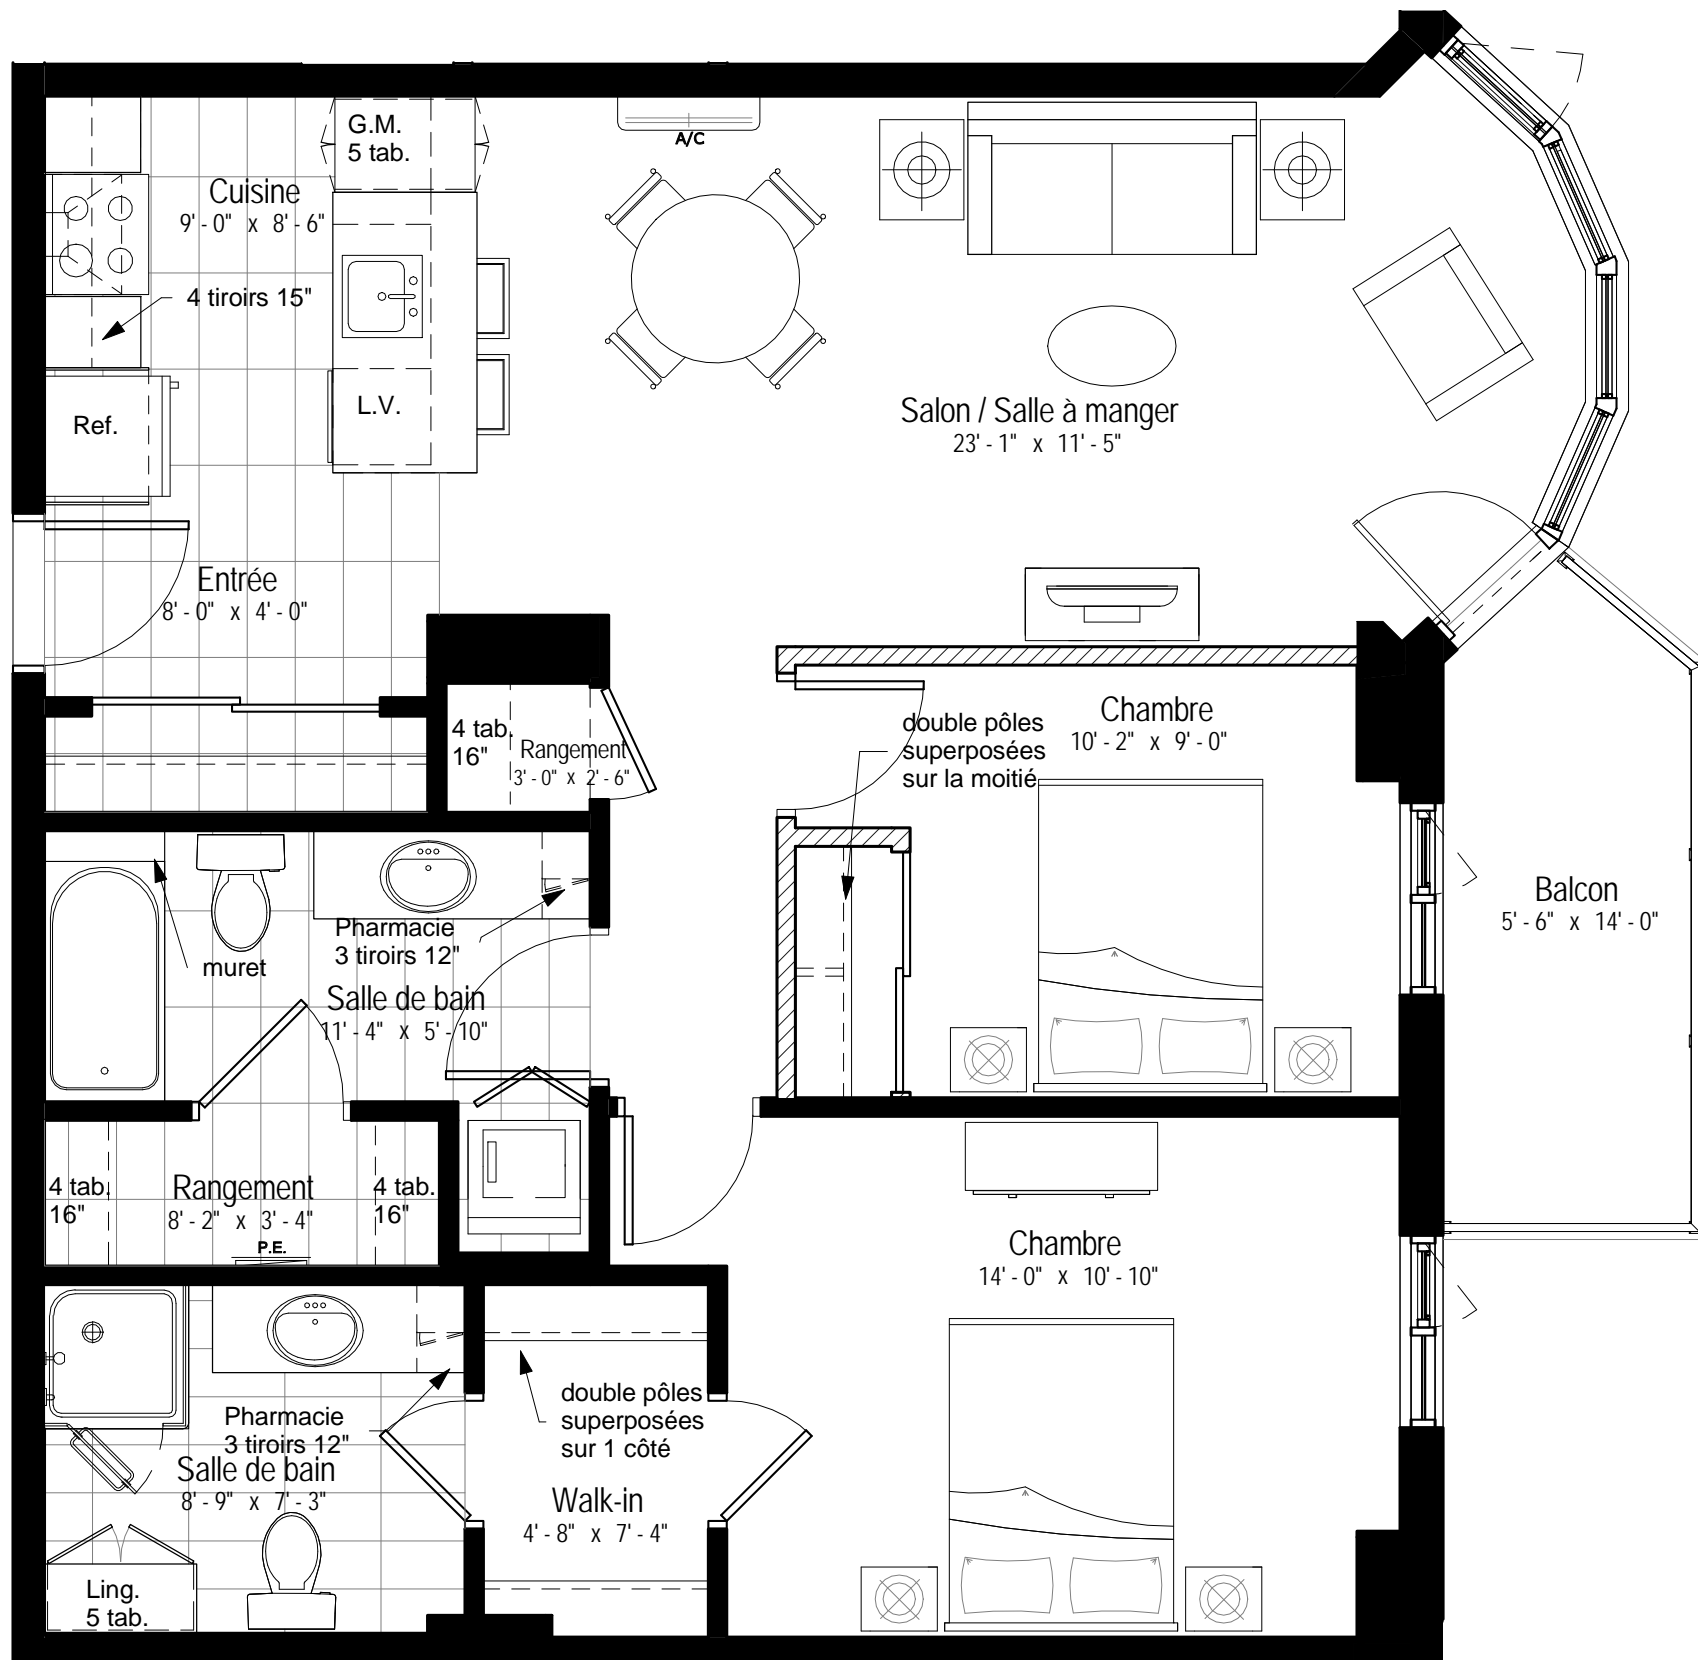 G.M.
5 tab.
A/C
Cuisine
9' - 0" x 8' - 6"
4 tiroirs 15"
L.V.
Ref.
Salon / Salle à manger
23' - 1" x 11' - 5"
Entrée
8' - 0" x 4' - 0"
4 tab.
16"
Rangement
3' - 0" x 2' - 6"
double pôles
superposées
sur la moitié
Chambre
10' - 2" x 9' - 0"
Balcon
5' - 6" x 14' - 0"
Pharmacie
3 tiroirs 12"
muret
Salle de bain
11' - 4" x 5' - 10"
4 tab.
16"
Rangement
8' - 2" x 3' - 4"
4 tab.
16"
P.E.
Chambre
14' - 0" x 10' - 10"
double pôles
superposées
sur 1 côté
Pharmacie
3 tiroirs 12"
Salle de bain
8' - 9" x 7' - 3"
Walk-in
4' - 8" x 7' - 4"
Ling.
5 tab.